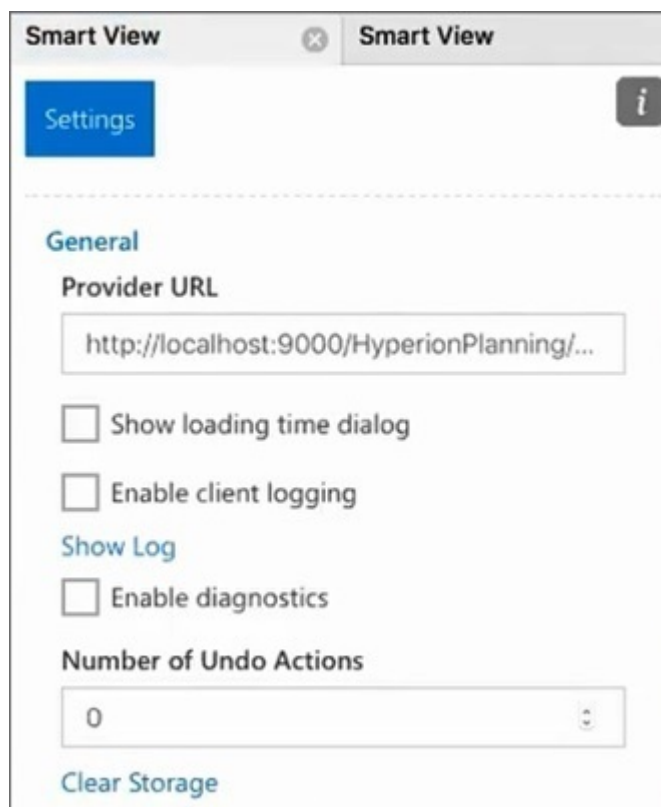 Smart View
Smart View
Settings
i
General
Provider URL
http://localhost:9000/HyperionPlanning/...
Show loading time dialog
Enable client logging
Show Log
Enable diagnostics
Number of Undo Actions
0
Clear Storage